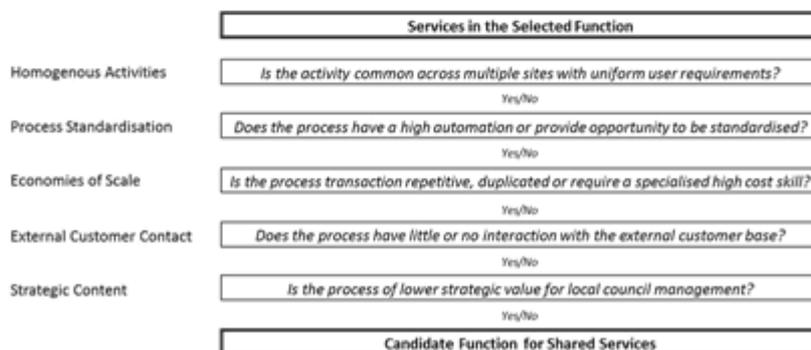 Services in the Selected Function
Homogenous Activities
Is the activity common across multiple sites with uniform user requirements?
Yes/No
Process Standardisation
Does the process have a high automation or provide opportunity to be standardised?
Yes/No
Economies of Scale
Is the process transaction repetitive, duplicated or require a specialised high cost skill?
Yes/No
External Customer Contact
Does the process have little or no interaction with the external customer base?
Yes/No
Strategic Content
Is the process of lower strategic value for local council management?
Yes/No
Candidate Function for Shared Services